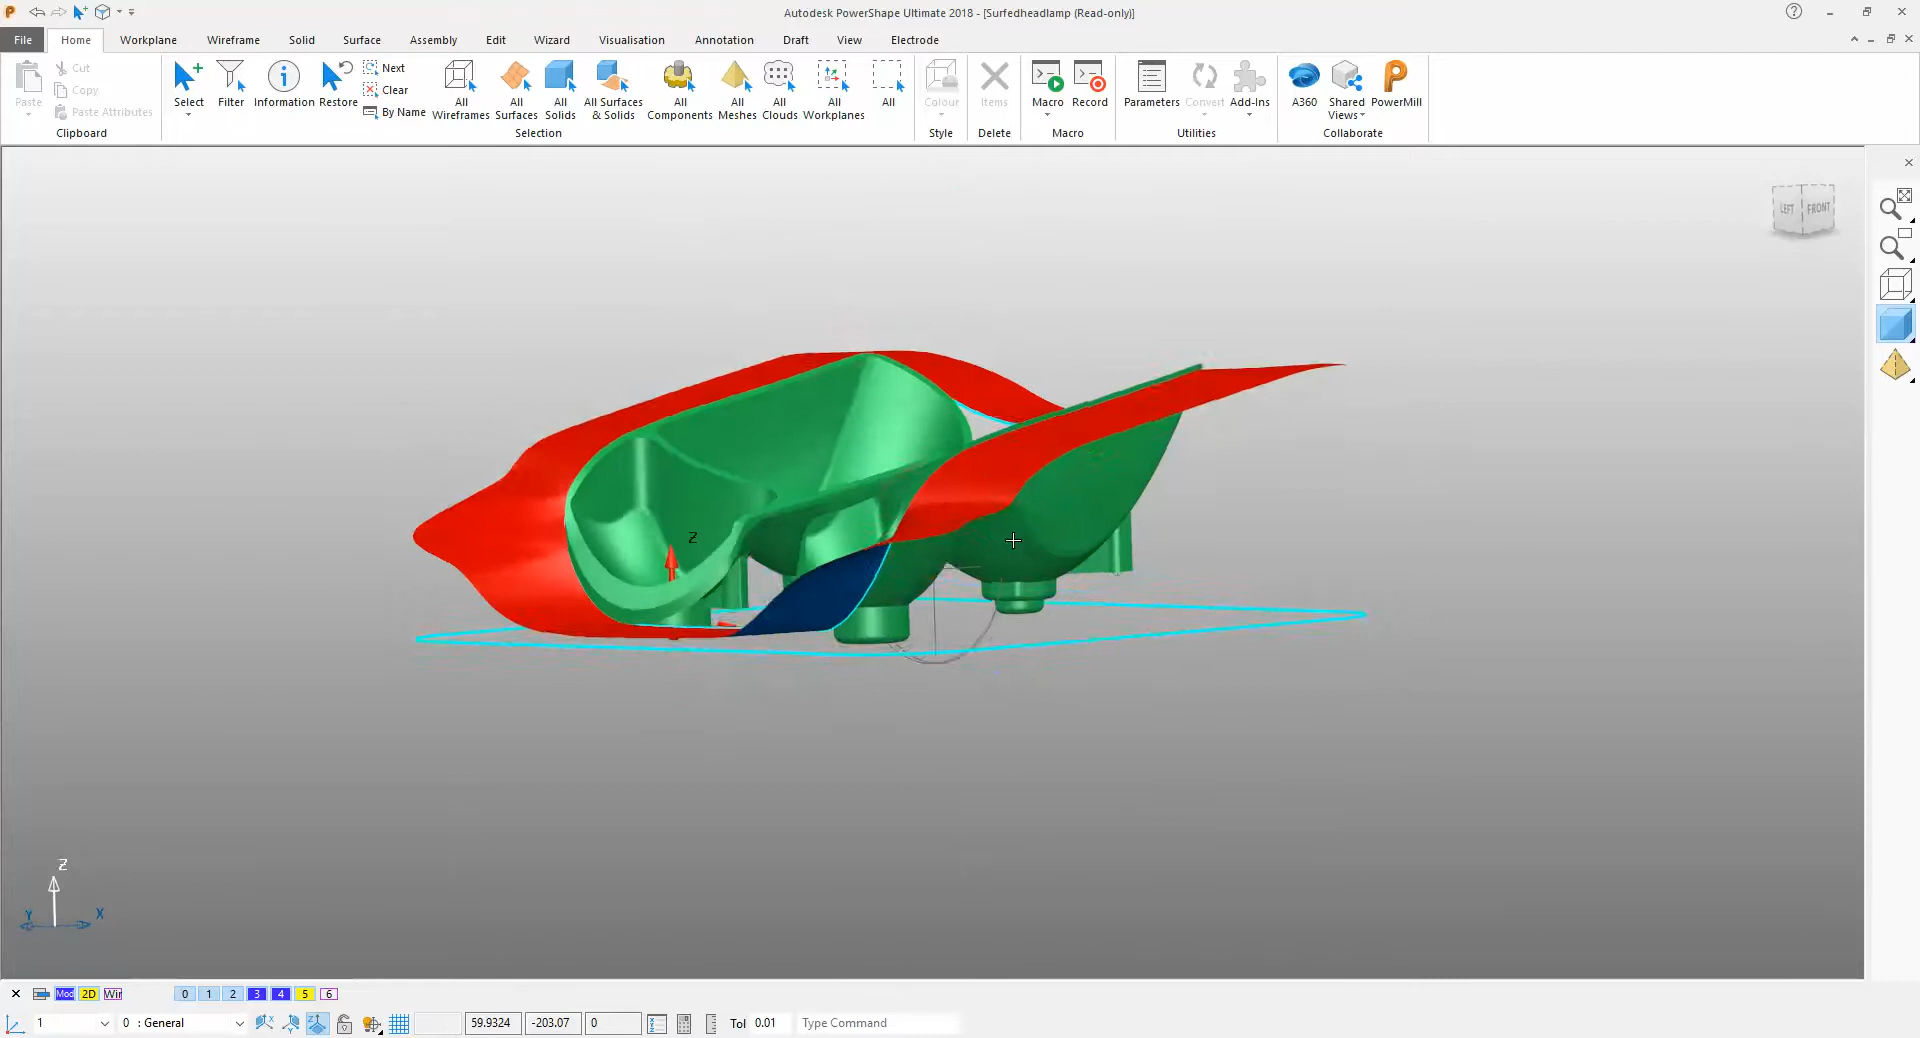 Autodesk PowerShape Ultimate 2018 - [Surfedheadlamp (Read-only)]
File Home Workplane Wireframe Solid Surface Assembly Edit Wizard Visualisation Annotation Draft View Electrode
Paste
Cut
Copy
Paste Attributes
Clipboard
Select
Filter
Information
Restore
Next
Clear
By Name
All Wireframes
All Surfaces
All Solids
All Surfaces & Solids
All Components
All Meshes
All Clouds
All Workplanes
All
Selection
Colour
Style
Items
Delete
Macro
Record
Macro
Parameters
Convert
Add-Ins
Utilities
A360
Shared Views
PowerMill
Collaborate
LEFT FRONT
Z
Z
Y X
Mod 2D Wir 0 1 2 3 4 5 6
1 0 : General 59.9324 -203.07 0 Tol 0.01 Type Command